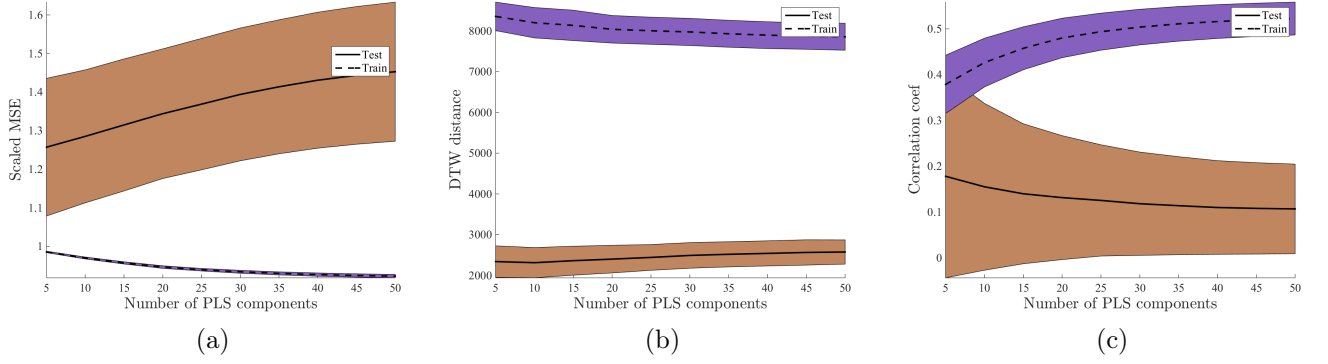 1.6
1.5
1.4
1.3
1.2
1.1
1
Scaled MSE
Test
Train
5 10 15 20 25 30 35 40 45 50
Number of PLS components
(a)
8000
7000
6000
5000
4000
3000
2000
DTW distance
Test
Train
5 10 15 20 25 30 35 40 45 50
Number of PLS components
(b)
0.5
0.4
0.3
0.2
0.1
0
Correlation coef
Test
Train
5 10 15 20 25 30 35 40 45 50
Number of PLS components
(c)